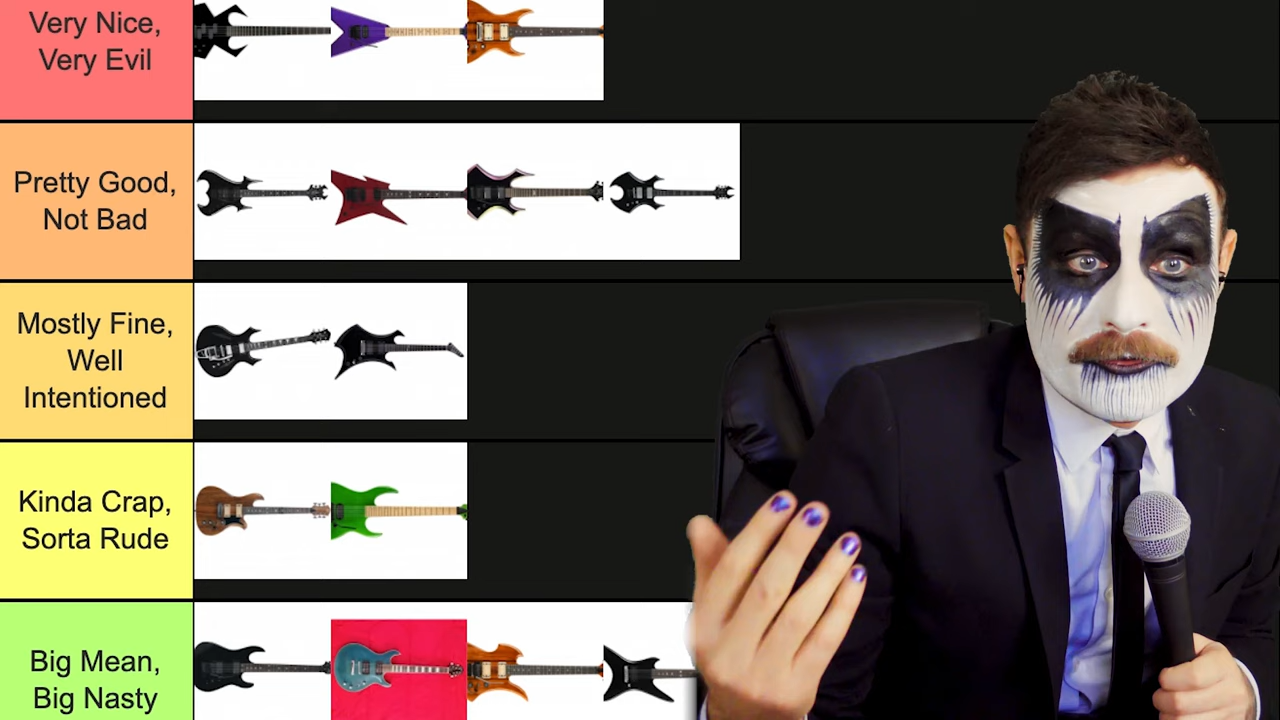 Very Nice,
Very Evil
Pretty Good,
Not Bad
Mostly Fine,
Well
Intentioned
Kinda Crap,
Sorta Rude
Big Mean,
Big Nasty